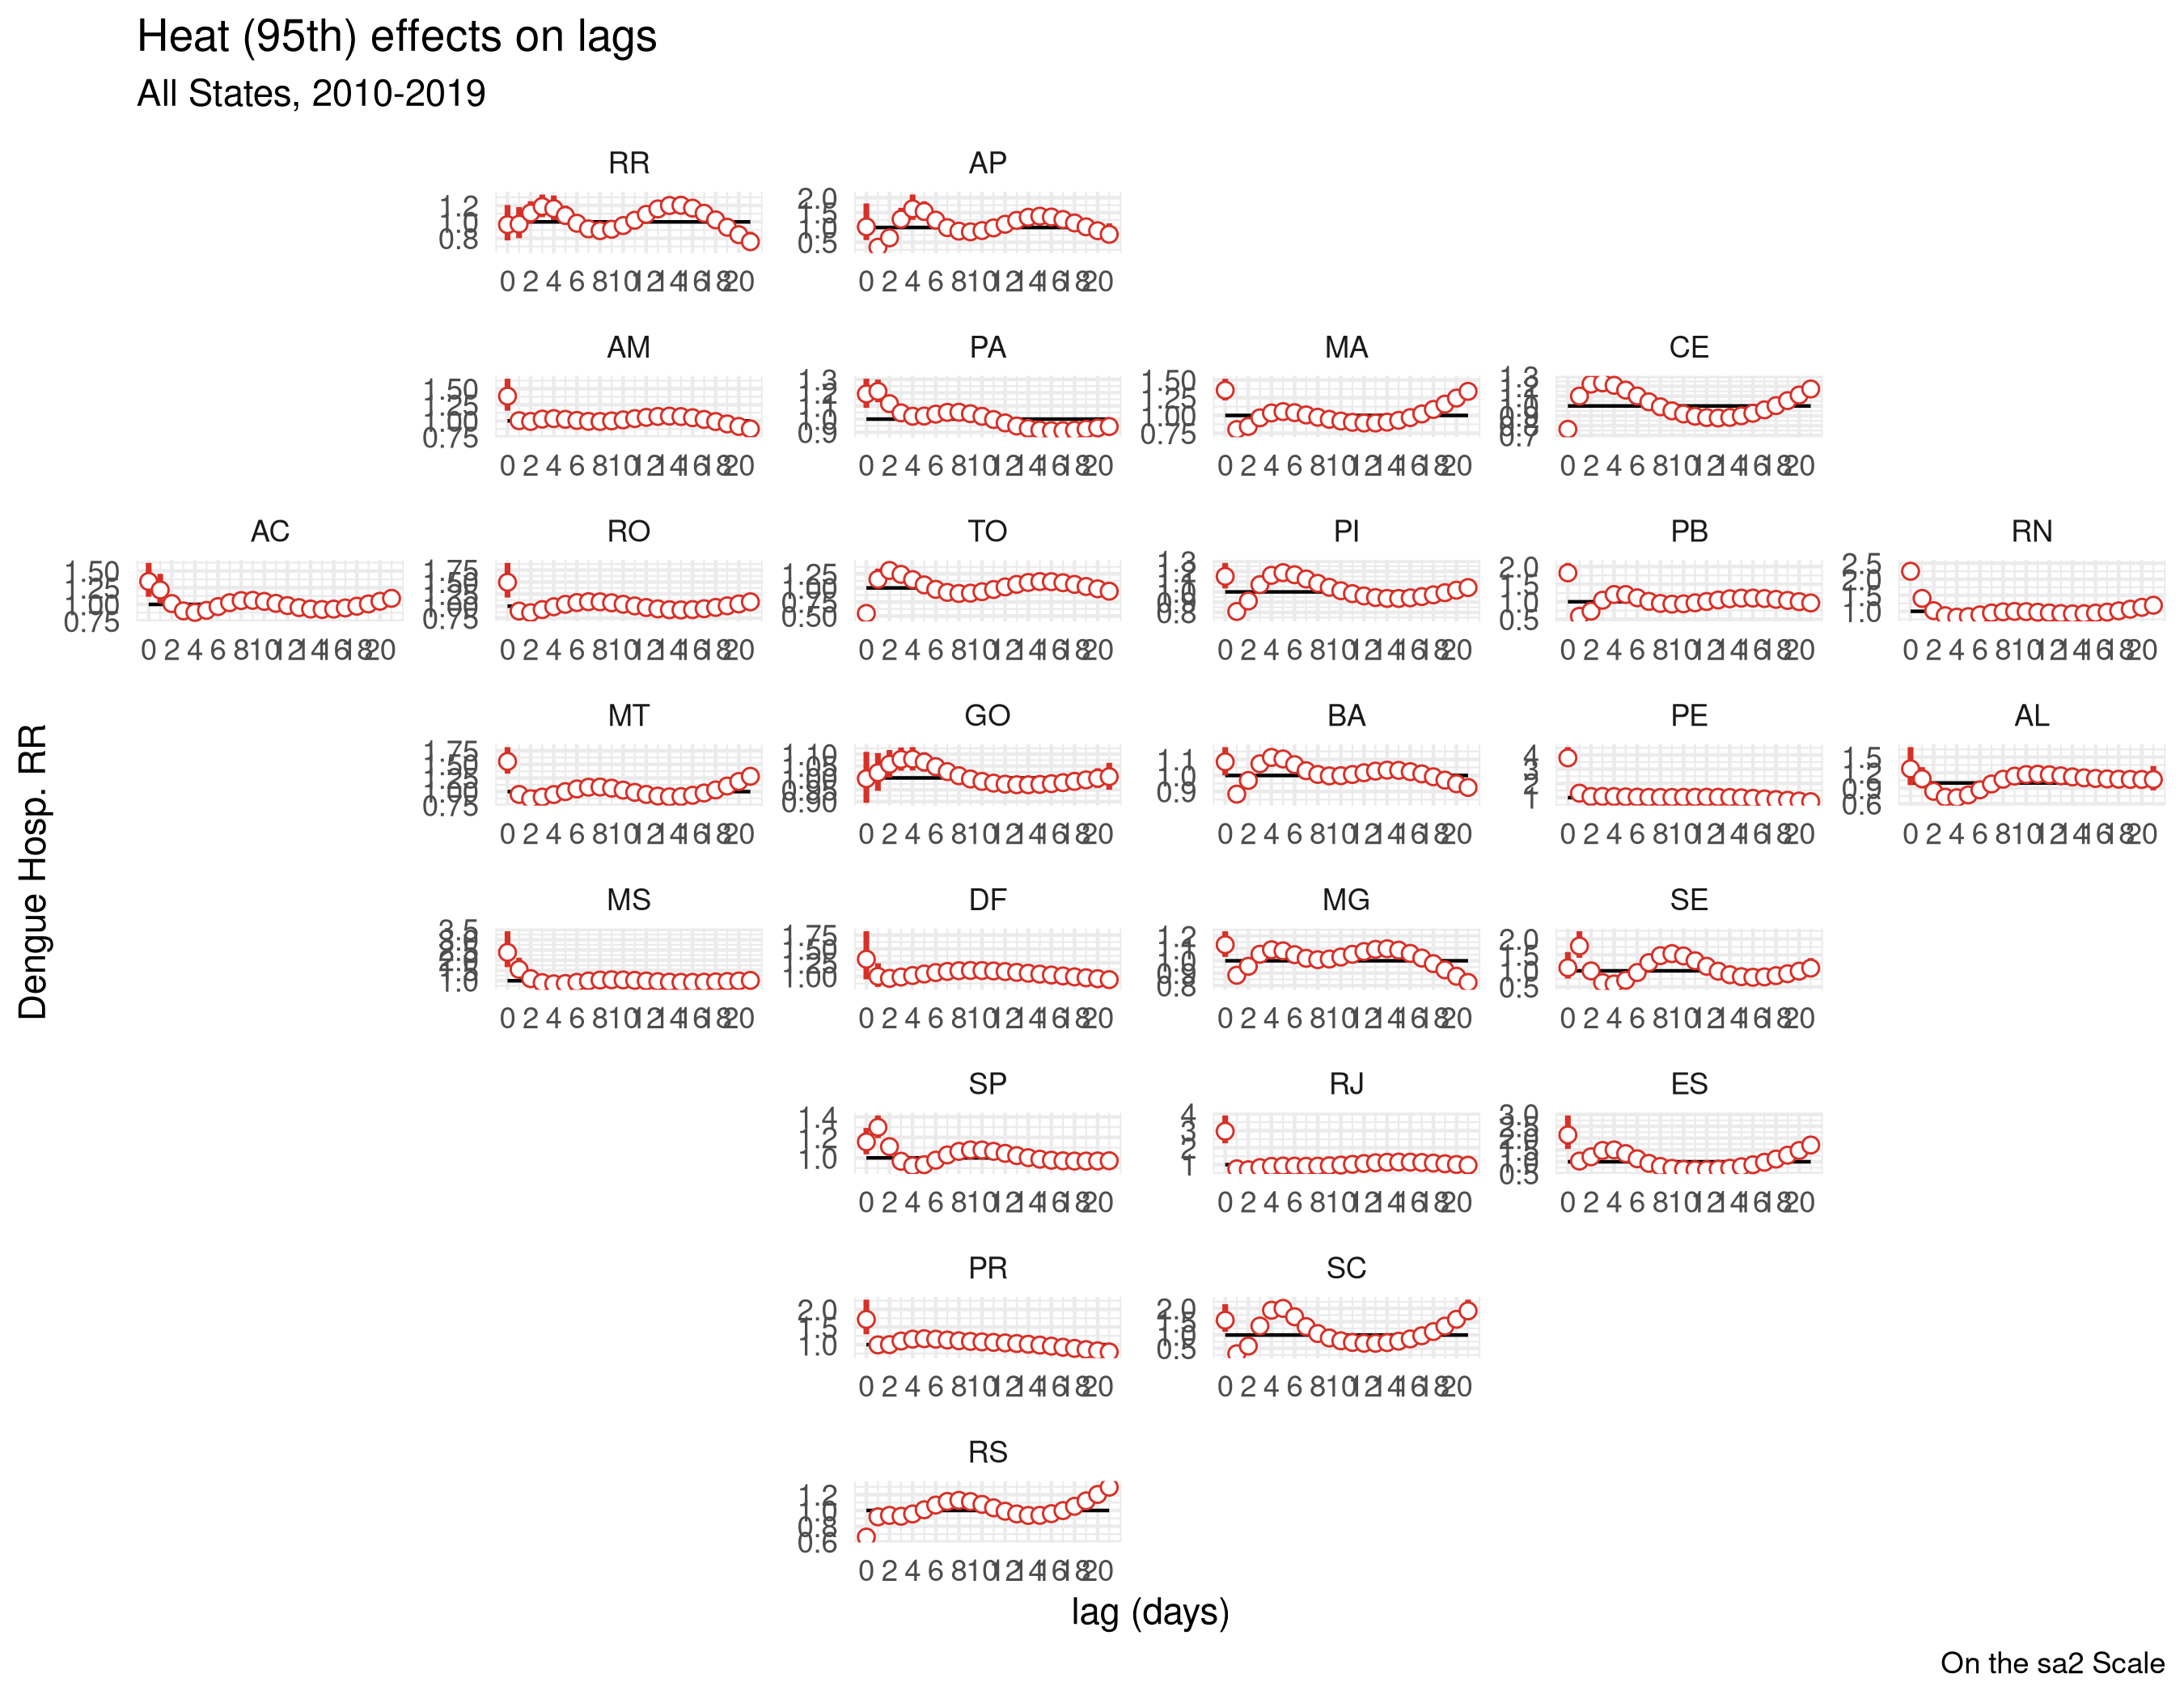 Heat (95th) effects on lags
All States, 2010-2019
RR AP
1.2 1.0 0.8
2.0 1.5 1.0 0.5
0 2 4 6 8 10 12 14 16 18 20
0 2 4 6 8 10 12 14 16 18 20
AM PA MA CE
1.50 1.25 1.00 0.75
1.3 1.2 1.1 1.0 0.9
1.50 1.25 1.00 0.75
1.3 0.7
0 2 4 6 8 10 12 14 16 18 20
0 2 4 6 8 10 12 14 16 18 20
0 2 4 6 8 10 12 14 16 18 20
0 2 4 6 8 10 12 14 16 18 20
AC RO TO PI PB RN
1.50 1.25 1.00 0.75
1.75 1.50 1.25 1.00 0.75
1.25 1.00 0.75 0.50
1.3 1.2 1.1 1.0 0.9 0.8
2.0 1.5 1.0 0.5
2.5 2.0 1.5 1.0
0 2 4 6 8 10 12 14 16 18 20
0 2 4 6 8 10 12 14 16 18 20
0 2 4 6 8 10 12 14 16 18 20
0 2 4 6 8 10 12 14 16 18 20
0 2 4 6 8 10 12 14 16 18 20
0 2 4 6 8 10 12 14 16 18 20
MT GO BA PE AL
1.75 1.50 1.25 1.00 0.75
1.10 1.05 1.00 0.95 0.90
1.1 1.0 0.9
4 3 2 1
1.5 1.2 0.9 0.6
0 2 4 6 8 10 12 14 16 18 20
0 2 4 6 8 10 12 14 16 18 20
0 2 4 6 8 10 12 14 16 18 20
0 2 4 6 8 10 12 14 16 18 20
0 2 4 6 8 10 12 14 16 18 20
Dengue Hosp. RR
MS DF MG SE
3.5 3.0 2.5 2.0 1.5 1.0
1.75 1.50 1.25 1.00
1.2 1.1 1.0 0.9 0.8
2.0 1.5 1.0 0.5
0 2 4 6 8 10 12 14 16 18 20
0 2 4 6 8 10 12 14 16 18 20
0 2 4 6 8 10 12 14 16 18 20
0 2 4 6 8 10 12 14 16 18 20
SP RJ ES
1.4 1.2 1.0
4 3 2 1
3.0 2.5 2.0 1.5 1.0 0.5
0 2 4 6 8 10 12 14 16 18 20
0 2 4 6 8 10 12 14 16 18 20
0 2 4 6 8 10 12 14 16 18 20
PR SC
2.0 1.5 1.0
2.0 1.5 1.0 0.5
0 2 4 6 8 10 12 14 16 18 20
0 2 4 6 8 10 12 14 16 18 20
RS
1.2 1.0 0.8 0.6
0 2 4 6 8 10 12 14 16 18 20
lag (days)
On the sa2 Scale